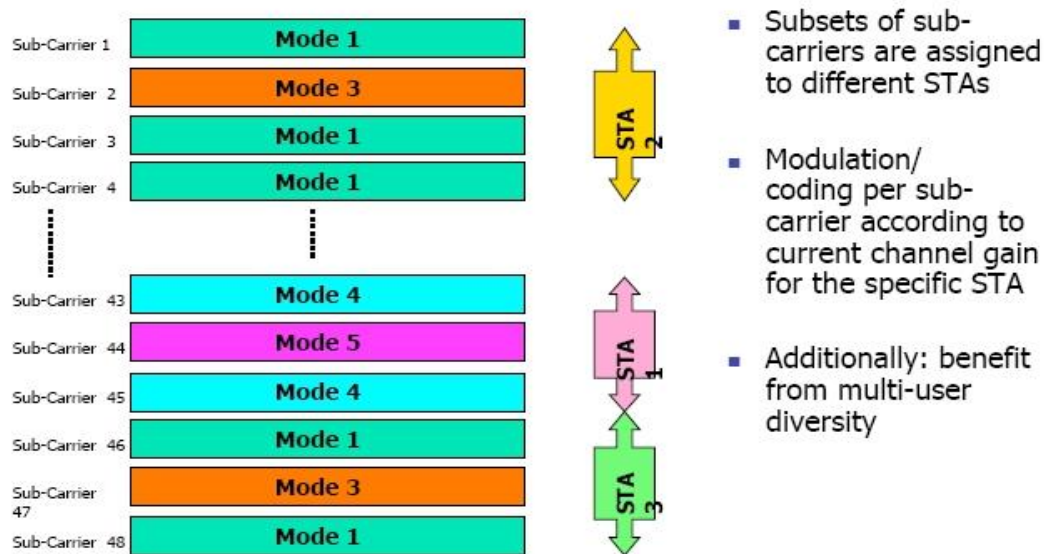 Sub-Carrier 1
Mode 1
Sub-Carrier 2
Mode 3
Sub-Carrier 3
Mode 1
Sub-Carrier 4
Mode 1
STA 2
Sub-Carrier 43
Mode 4
Sub-Carrier 44
Mode 5
Sub-Carrier 45
Mode 4
STA 1
Sub-Carrier 46
Mode 1
Sub-Carrier
47
Mode 3
Sub-Carrier 48
Mode 1
STA 3
Subsets of sub-
carriers are assigned
to different STAs
Modulation/
coding per sub-
carrier according to
current channel gain
for the specific STA
Additionally: benefit
from multi-user
diversity